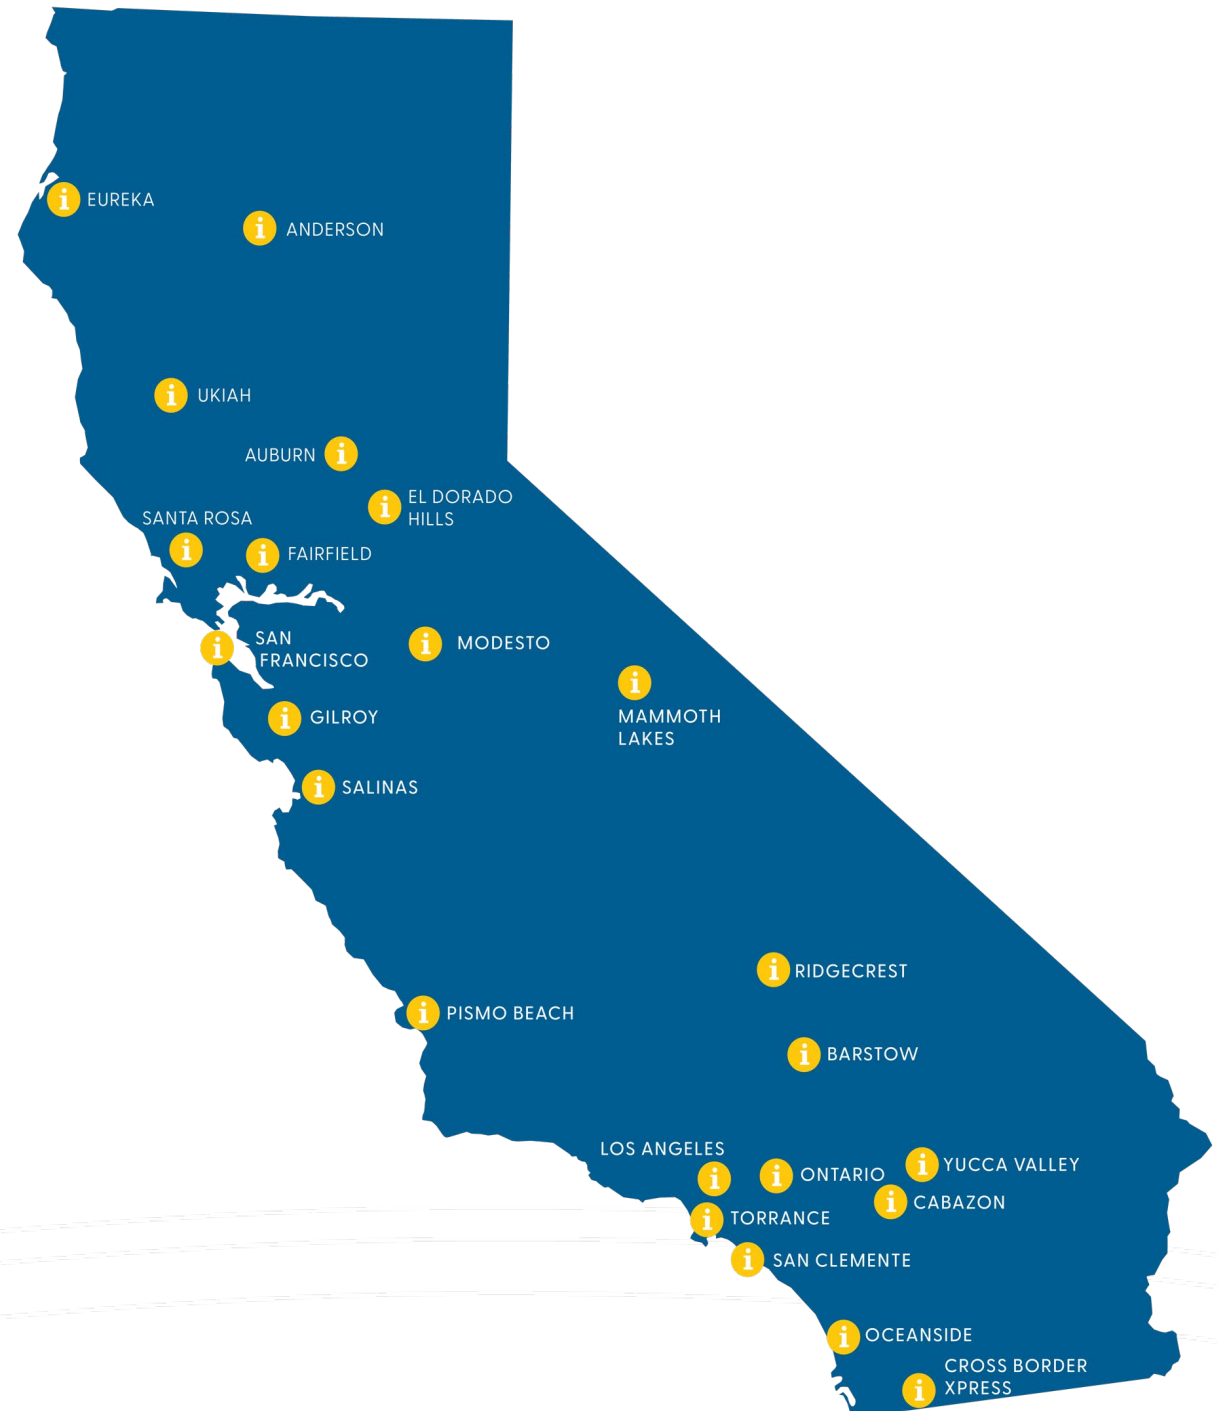 EUREKA
ANDERSON
UKIAH
AUBURN
EL DORADO
HILLS
SANTA ROSA
FAIRFIELD
SAN
FRANCISCO
MODESTO
MAMMOTH
LAKES
GILROY
SALINAS
RIDGECREST
PISMO BEACH
BARSTOW
LOS ANGELES
ONTARIO
YUCCA VALLEY
CABAZON
TORRANCE
SAN CLEMENTE
OCEANSIDE
CROSS BORDER
XPRESS